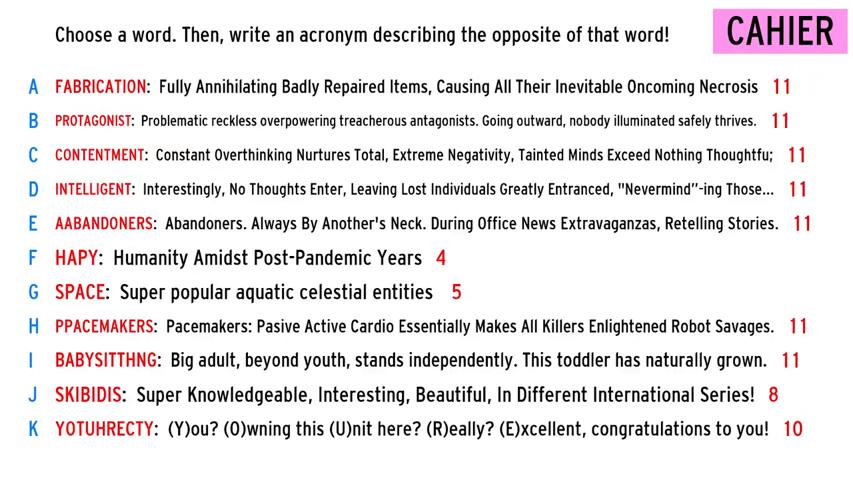 Choose a word. Then, write an acronym describing the opposite of that word!
CAHIER
A FABRICATION: Fully Annihilating Badly Repaired Items, Causing All Their Inevitable Oncoming Necrosis 11
B PROTAGONIST: Problematic reckless overpowering treacherous antagonists. Going outward, nobody illuminated safely thrives. 11
C CONTENTMENT: Constant Overthinking Nurtures Total, Extreme Negativity, Tainted Minds Exceed Nothing Thoughtfu; 11
D INTELLIGENT: Interestingly, No Thoughts Enter, Leaving Lost Individuals Greatly Entranced, "Nevermind”-ing Those... 11
E AABANDONERS: Abandoners. Always By Another's Neck. During Office News Extravaganzas, Retelling Stories. 11
F HAPY: Humanity Amidst Post-Pandemic Years 4
G SPACE: Super popular aquatic celestial entities 5
H PPACEMAKERS: Pacemakers: Pasive Active Cardio Essentially Makes All Killers Enlightened Robot Savages. 11
I BABYSITTHNG: Big adult, beyond youth, stands independently. This toddler has naturally grown. 11
J SKIBIDIS: Super Knowledgeable, Interesting, Beautiful, In Different International Series! 8
K YOTUHRECTY: (Y)ou? (O)wning this (U)nit here? (R)eally? (E)xcellent, congratulations to you! 10